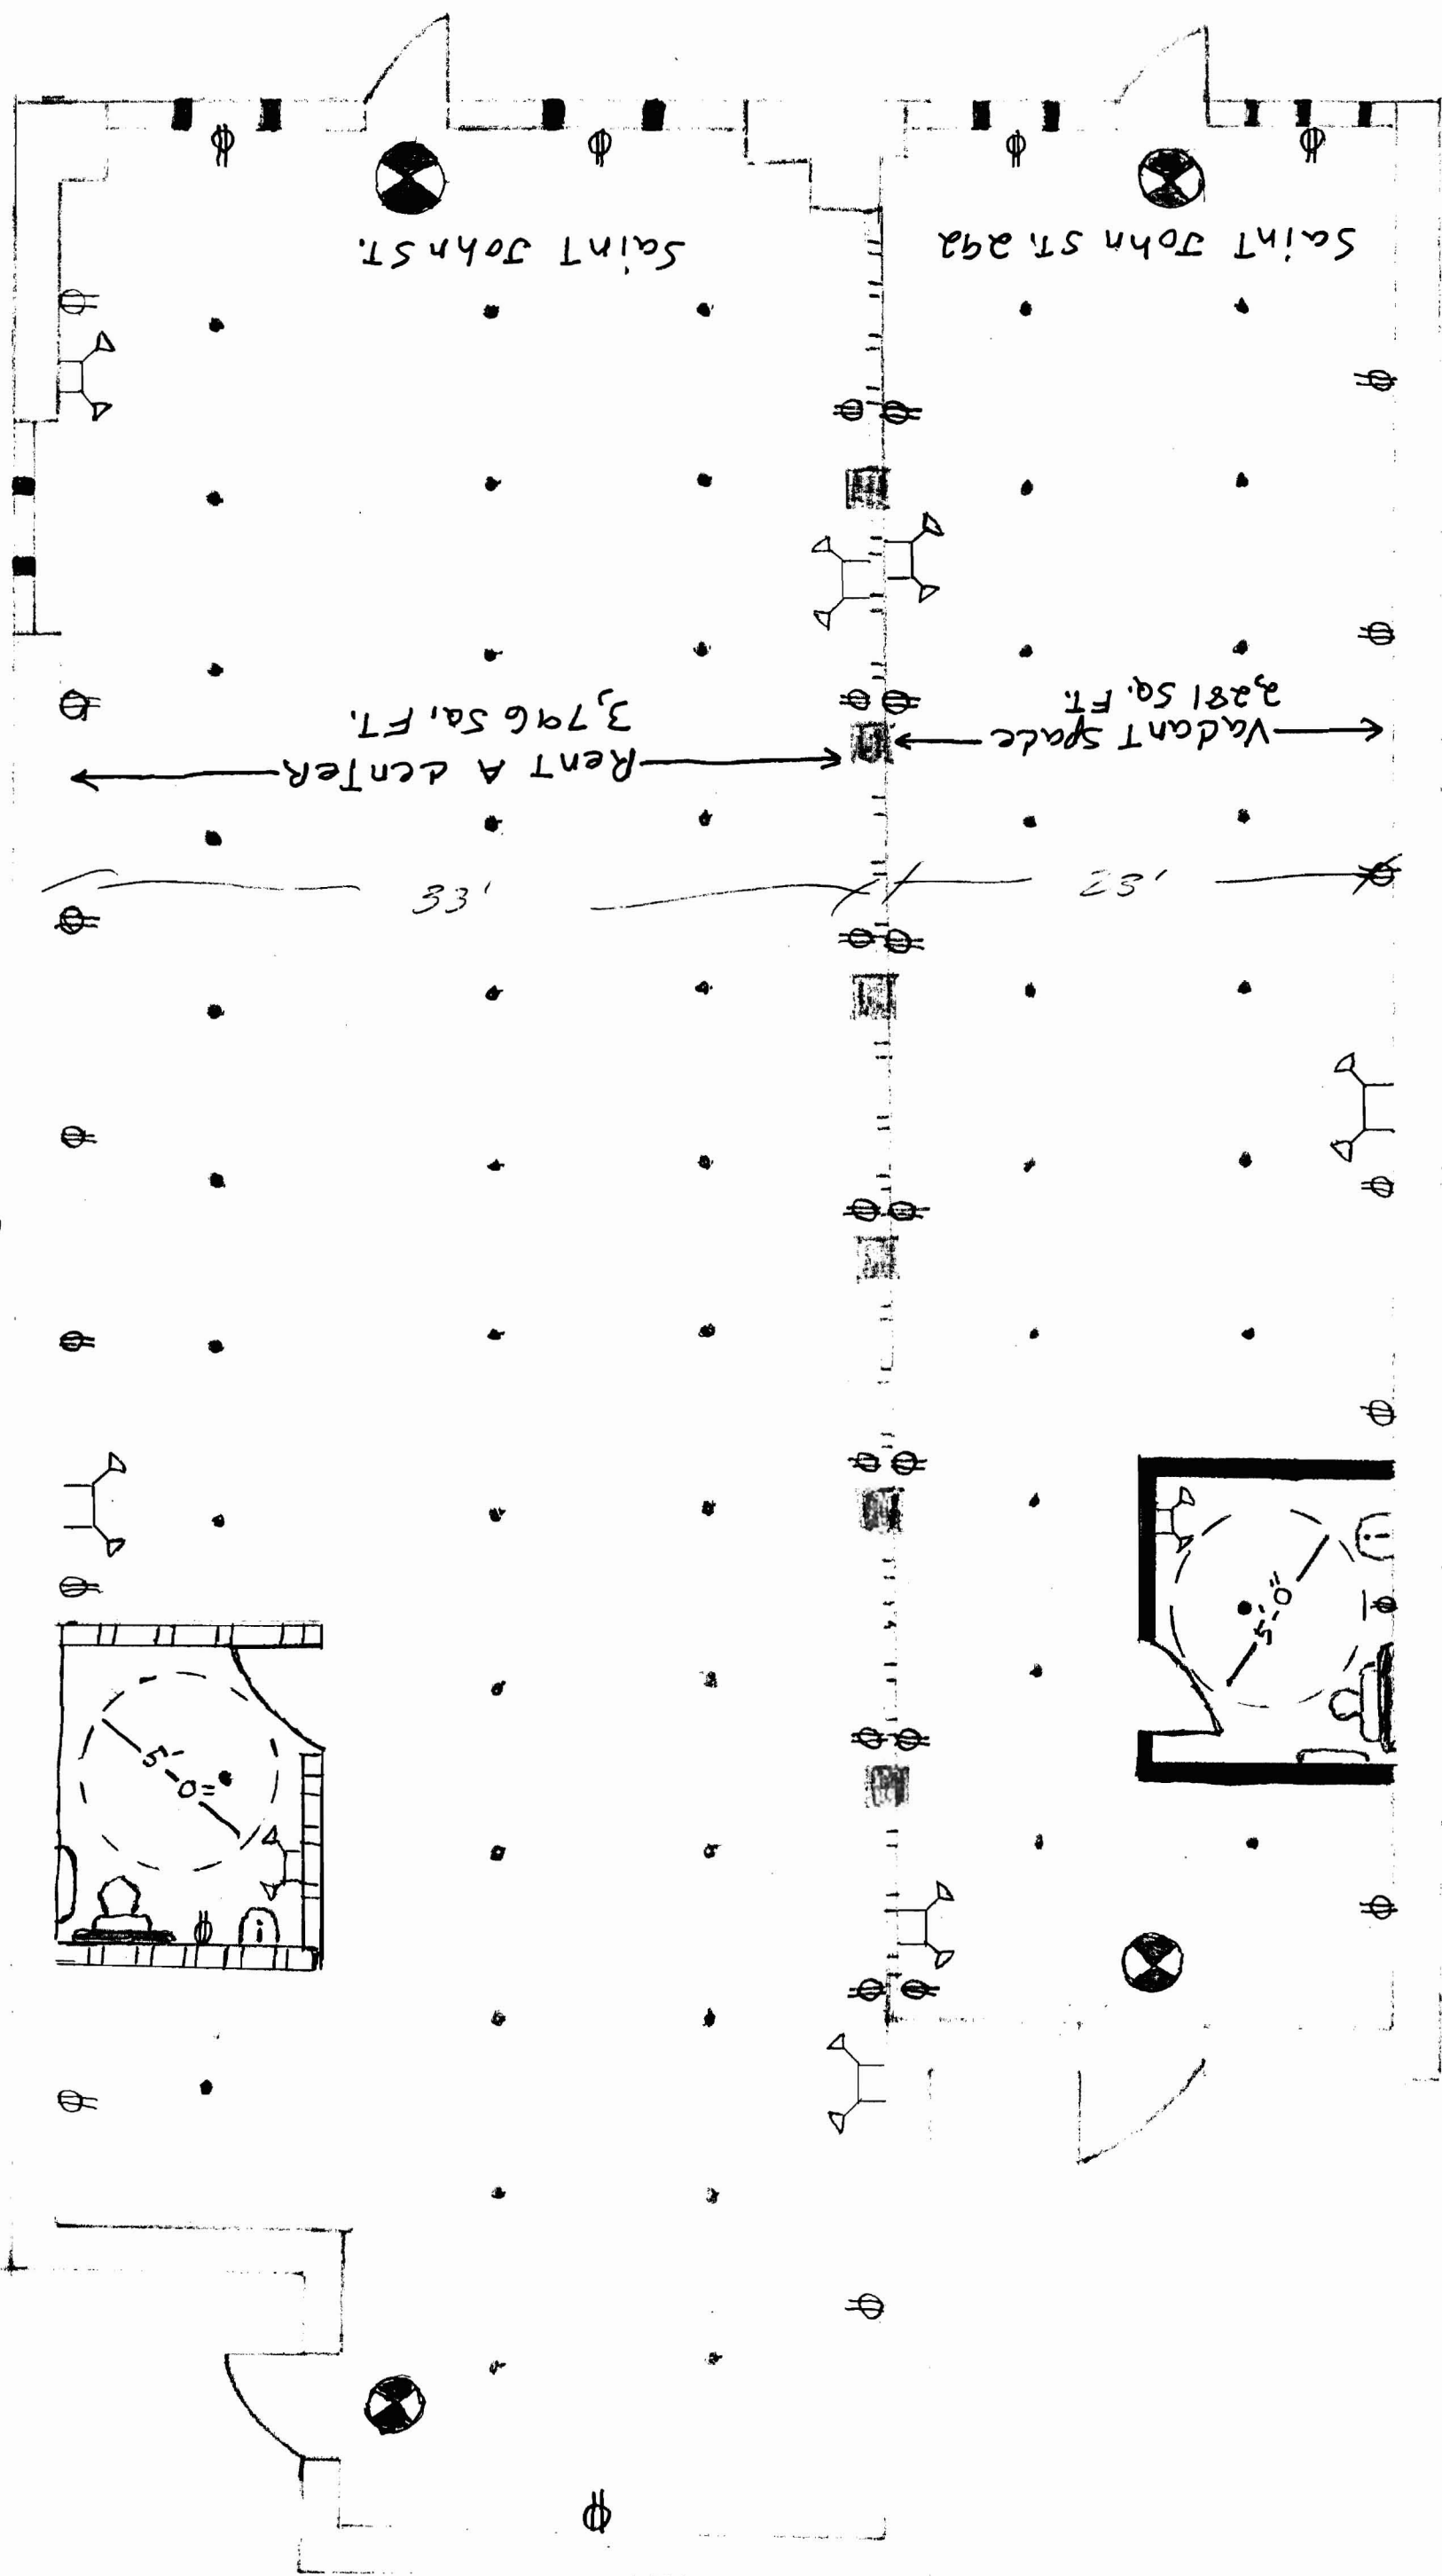 5'-0"
5'-0"
23'
33'
VacanT Space
2,281 Sq. FT.
RenT A cenTeR
3,796 Sq. FT.
SainT John ST. 292
SainT John ST.